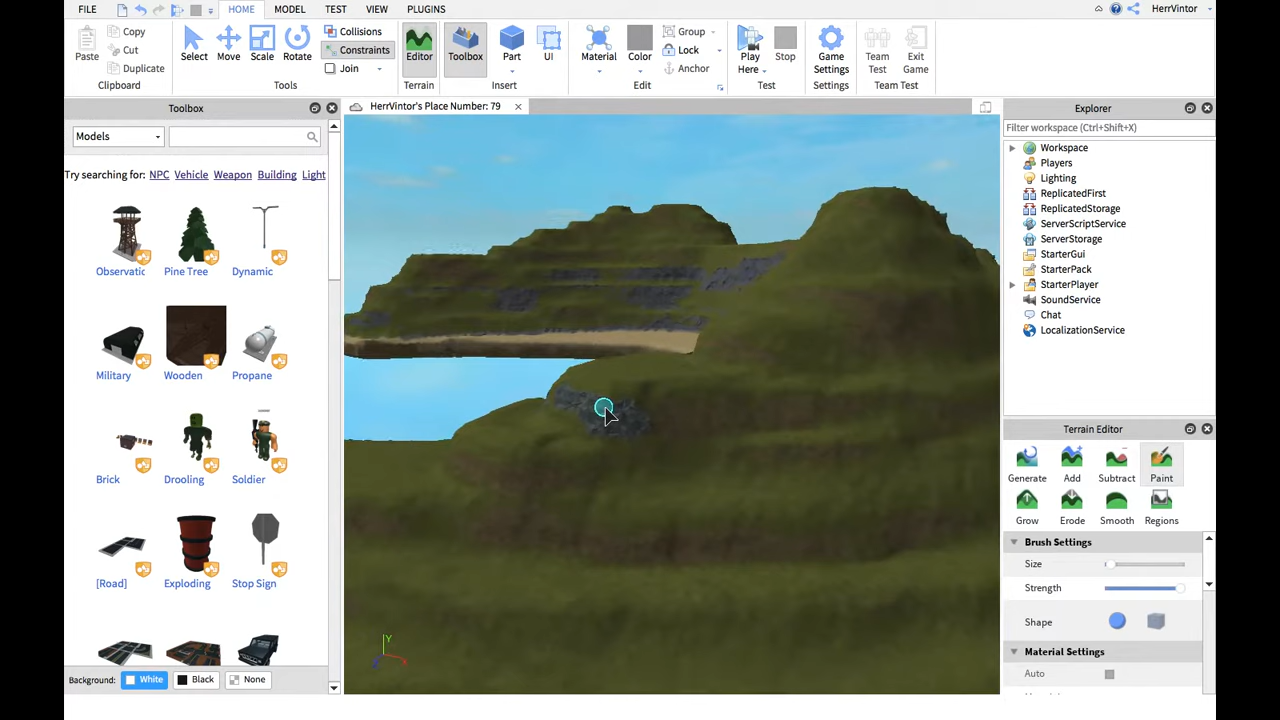 FILE HOME MODEL TEST VIEW PLUGINS HerrVintor
Paste Copy Cut Duplicate Clipboard
Select Move Scale Rotate Collisions Constraints Join Tools
Editor Terrain
Toolbox Part UI Insert
Material Color Group Lock Anchor Edit
Play Here Stop Test
Game Settings Settings
Team Test Exit Game Team Test
Toolbox
Models
Try searching for: NPC Vehicle Weapon Building Light
Observatic Pine Tree Dynamic
Military Wooden Propane
Brick Drooling Soldier
[Road] Exploding Stop Sign
Background: White Black None
HerrVintor's Place Number: 79
Y
Explorer
Filter workspace (Ctrl+Shift+X)
Workspace
Players
Lighting
ReplicatedFirst
ReplicatedStorage
ServerScriptService
ServerStorage
StarterGui
StarterPack
StarterPlayer
SoundService
Chat
LocalizationService
Terrain Editor
Generate Add Subtract Paint
Grow Erode Smooth Regions
Brush Settings
Size
Strength
Shape
Material Settings
Auto